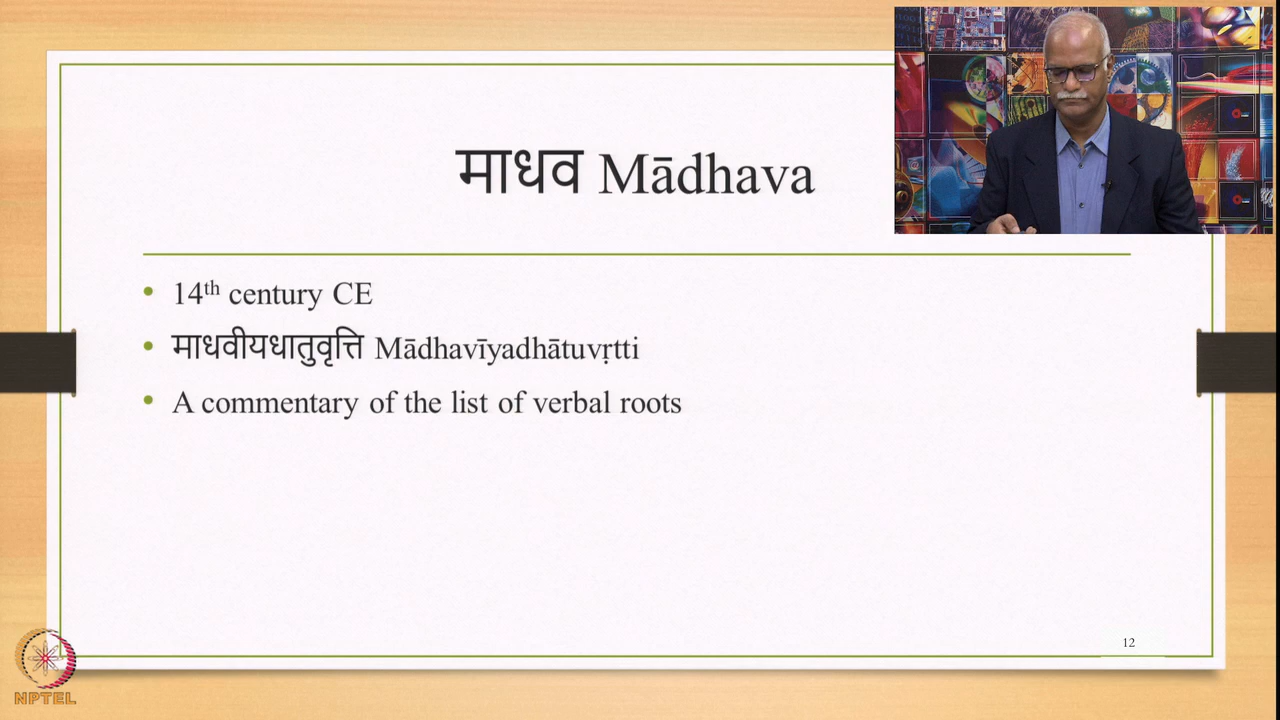 माधव Mādhava
14th century CE
माधवीयधातुवृत्ति Mādhavīyadhātuvṛtti
A commentary of the list of verbal roots
12
NPTEL